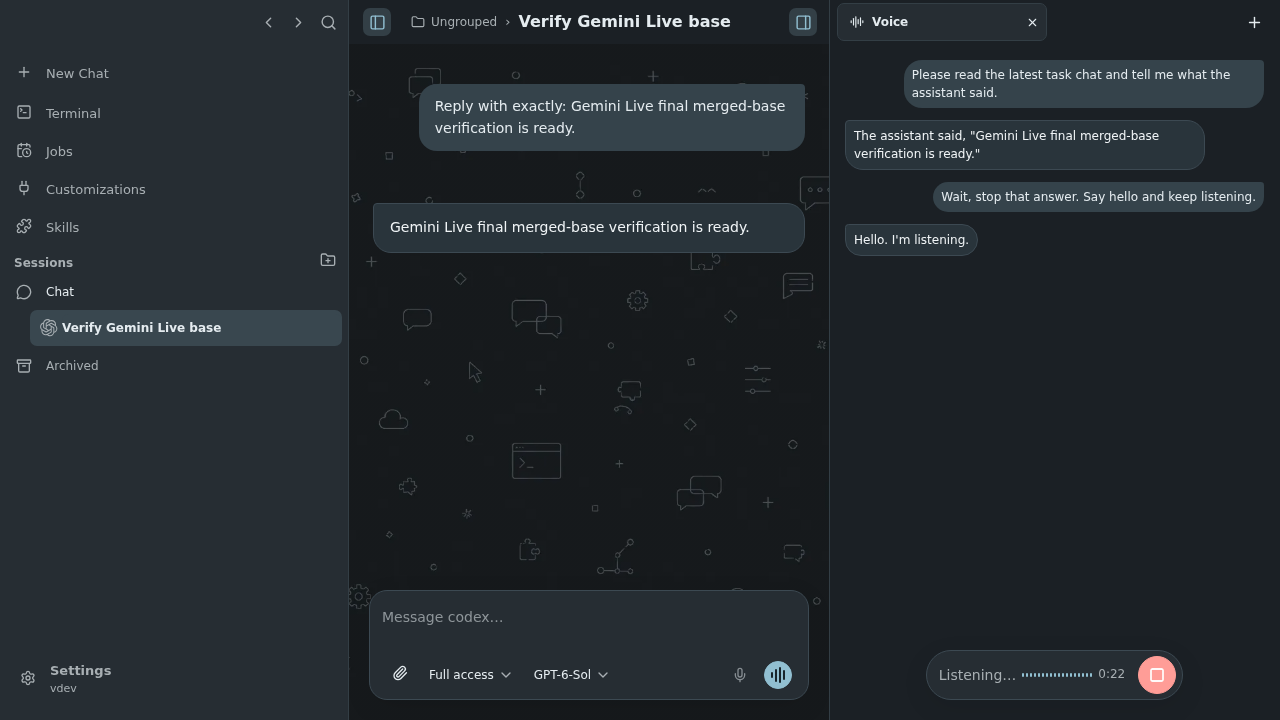 New Chat
Terminal
Jobs
Customizations
Skills
Sessions
Chat
Verify Gemini Live base
Archived
Settings
vdev
Ungrouped › Verify Gemini Live base
Reply with exactly: Gemini Live final merged-base
verification is ready.
Gemini Live final merged-base verification is ready.
Message codex...
Full access
GPT-6-Sol
Voice
Please read the latest task chat and tell me what the
assistant said.
The assistant said, "Gemini Live final merged-base
verification is ready."
Wait, stop that answer. Say hello and keep listening.
Hello. I'm listening.
Listening...
0:22